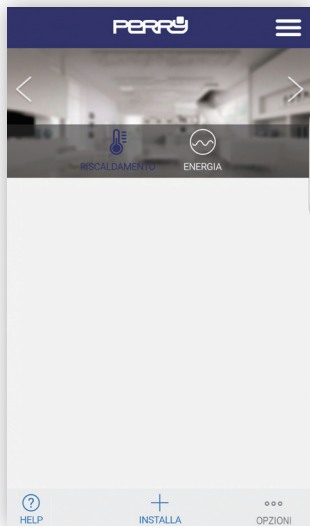 PERRY
RISCALDAMENTO
ENERGIA
HELP
INSTALLA
OPZIONI